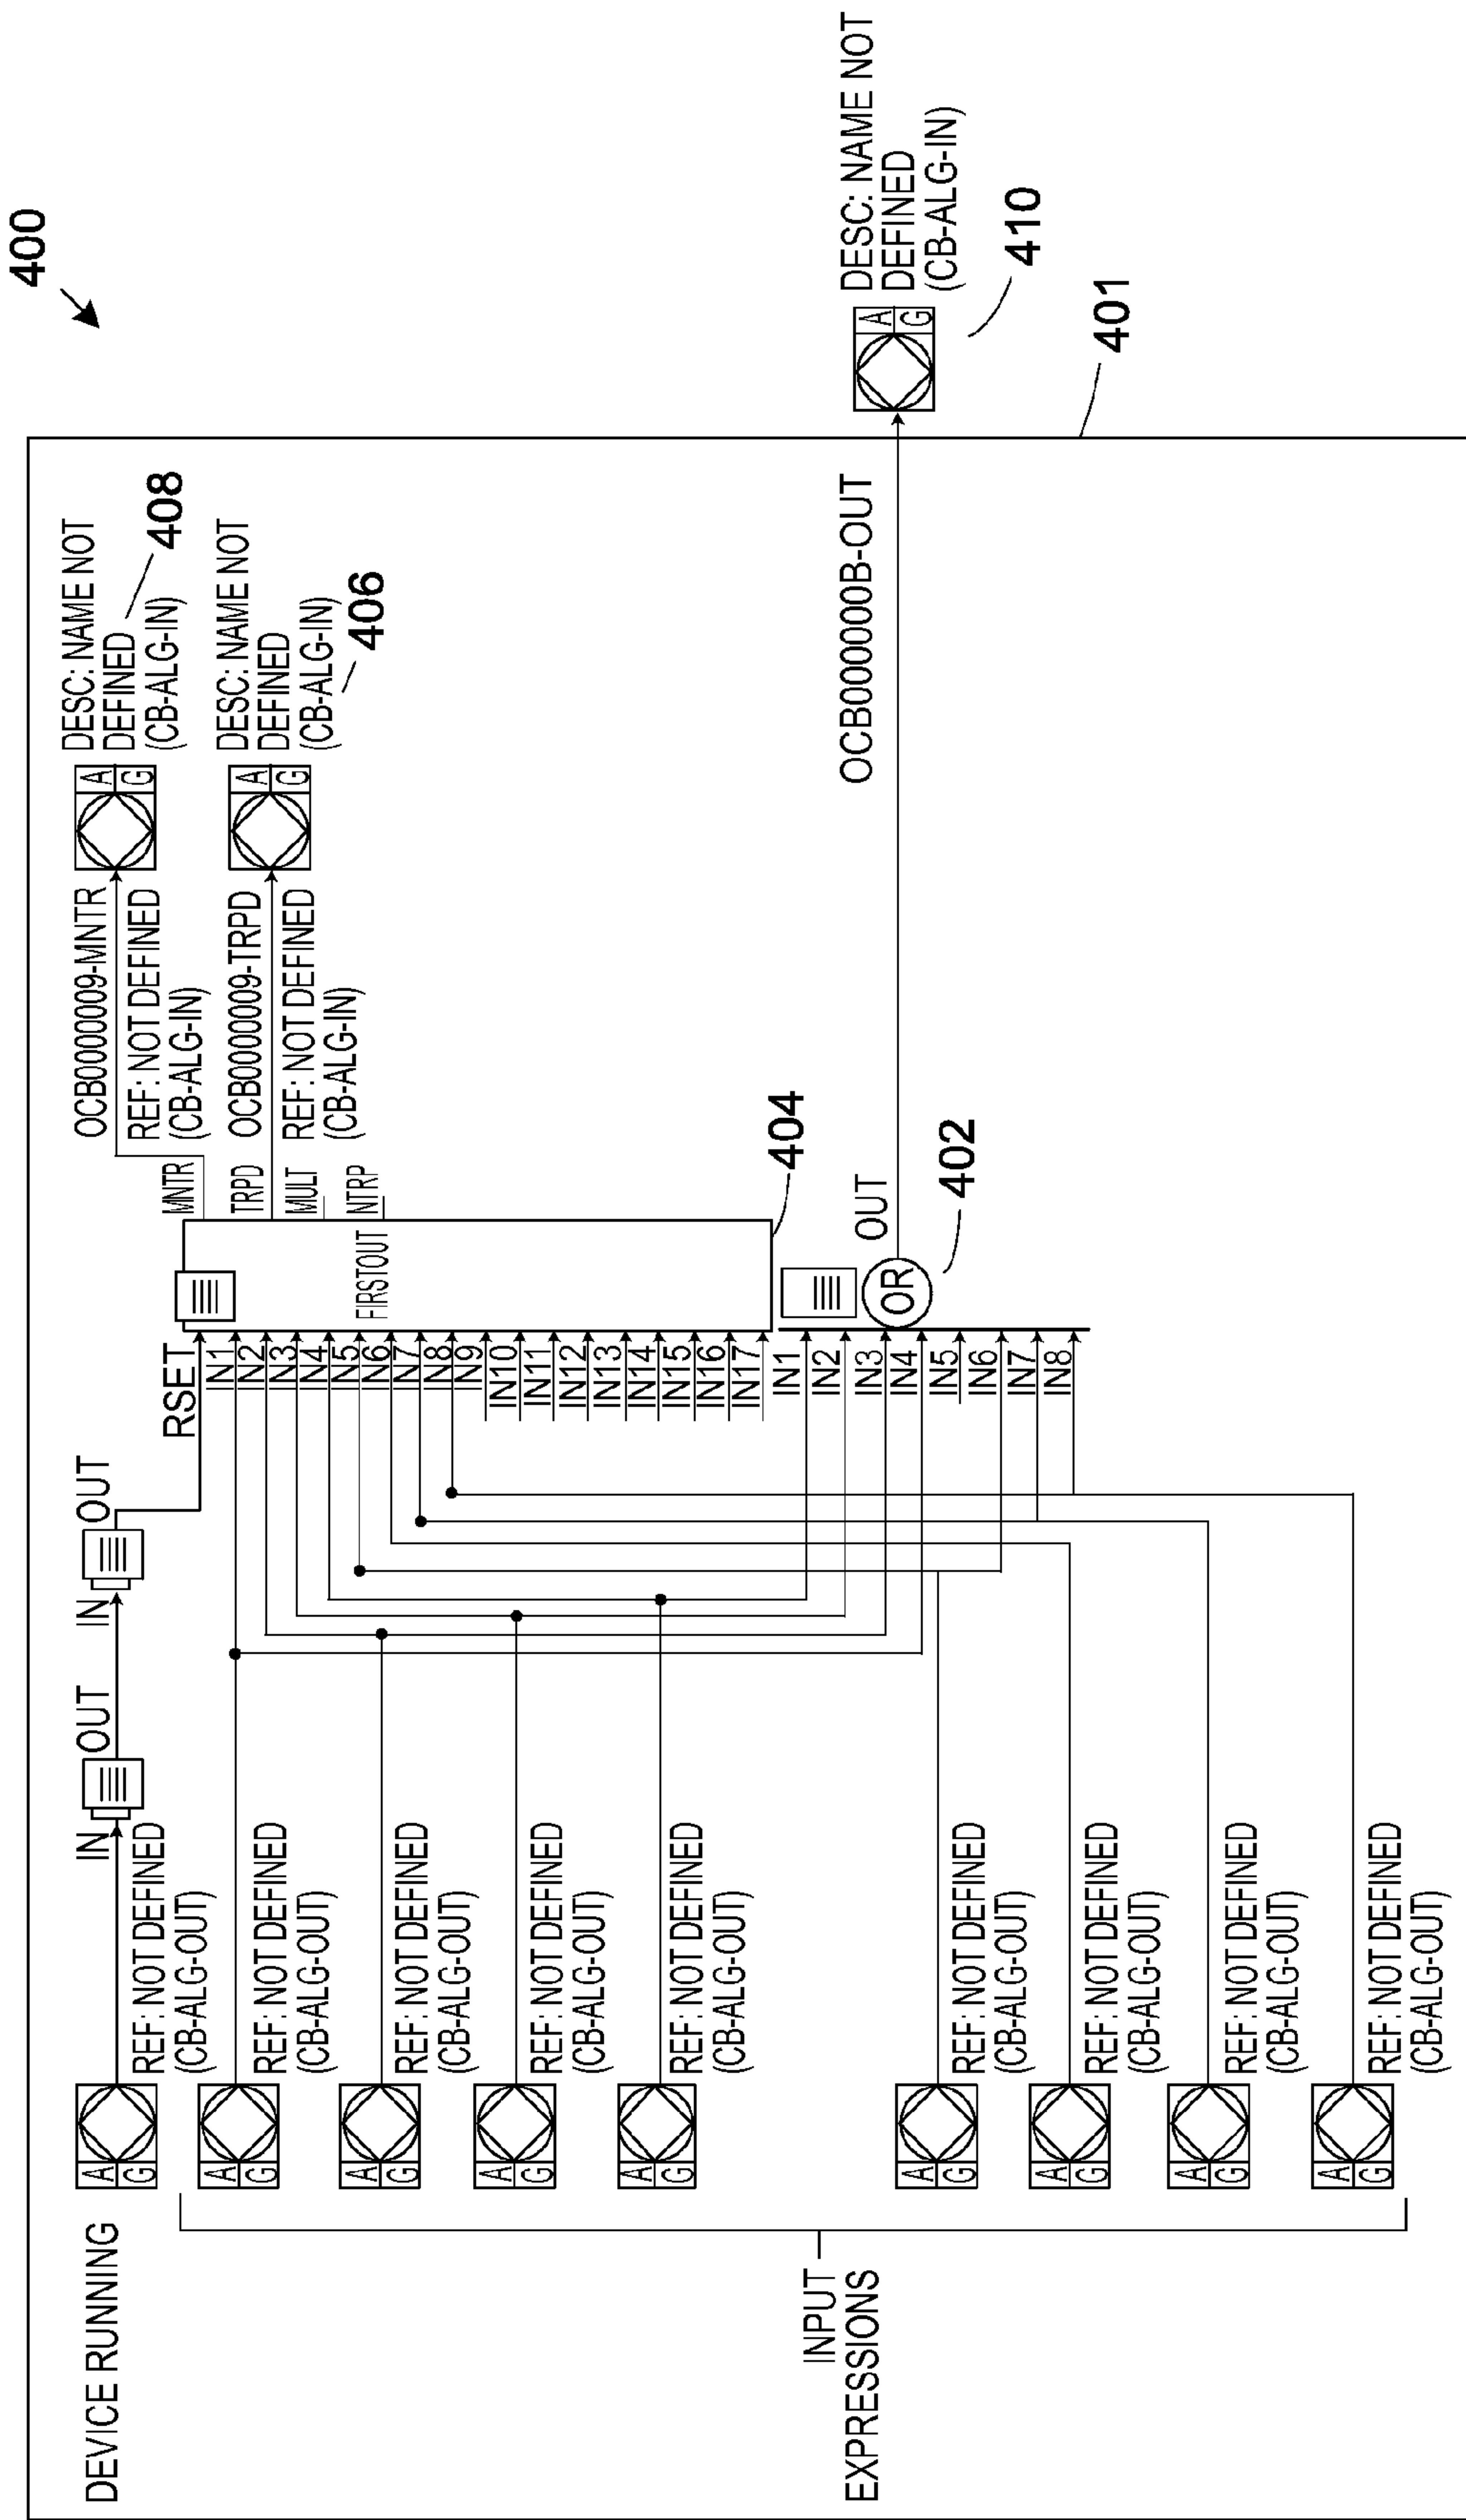 400
DEVICE RUNNING
REF: NOT DEFINED
(CB-ALG-OUT)
A
G
IN
OUT
IN
OUT
RSET
INPUT
EXPRESSIONS
A
G
REF: NOT DEFINED
(CB-ALG-OUT)
A
G
REF: NOT DEFINED
(CB-ALG-OUT)
A
G
REF: NOT DEFINED
(CB-ALG-OUT)
A
G
REF: NOT DEFINED
(CB-ALG-OUT)
A
G
REF: NOT DEFINED
(CB-ALG-OUT)
A
G
REF: NOT DEFINED
(CB-ALG-OUT)
A
G
REF: NOT DEFINED
(CB-ALG-OUT)
A
G
REF: NOT DEFINED
(CB-ALG-OUT)
IN1
IN2
IN3
IN4
IN5
IN6
IN7
IN8
IN9
IN10
IN11
IN12
IN13
IN14
IN15
IN16
IN17
FIRSTOUT
404
MNTR
TRPD
MULT
NTRP
OCB0000009-MNTR
REF: NOT DEFINED
(CB-ALG-IN)
A
G
DESC: NAME NOT
DEFINED
(CB-ALG-IN)
408
OCB0000009-TRPD
REF: NOT DEFINED
(CB-ALG-IN)
A
G
DESC: NAME NOT
DEFINED
(CB-ALG-IN)
406
IN1
IN2
IN3
IN4
IN5
IN6
IN7
IN8
OR
OUT
402
OCB000000B-OUT
A
G
DESC: NAME NOT
DEFINED
(CB-ALG-IN)
410
401